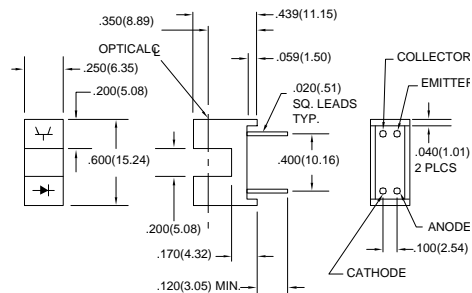 .350(8.89)
.439(11.15)
OPTICAL
.059(1.50)
COLLECTOR
EMITTER
.250(6.35)
.200(5.08)
.020(.51)
SQ. LEADS
TYP.
.040(1.01)
2 PLCS
.600(15.24)
.400(10.16)
.200(5.08)
.170(4.32)
ANODE
.100(2.54)
CATHODE
.120(3.05) MIN.